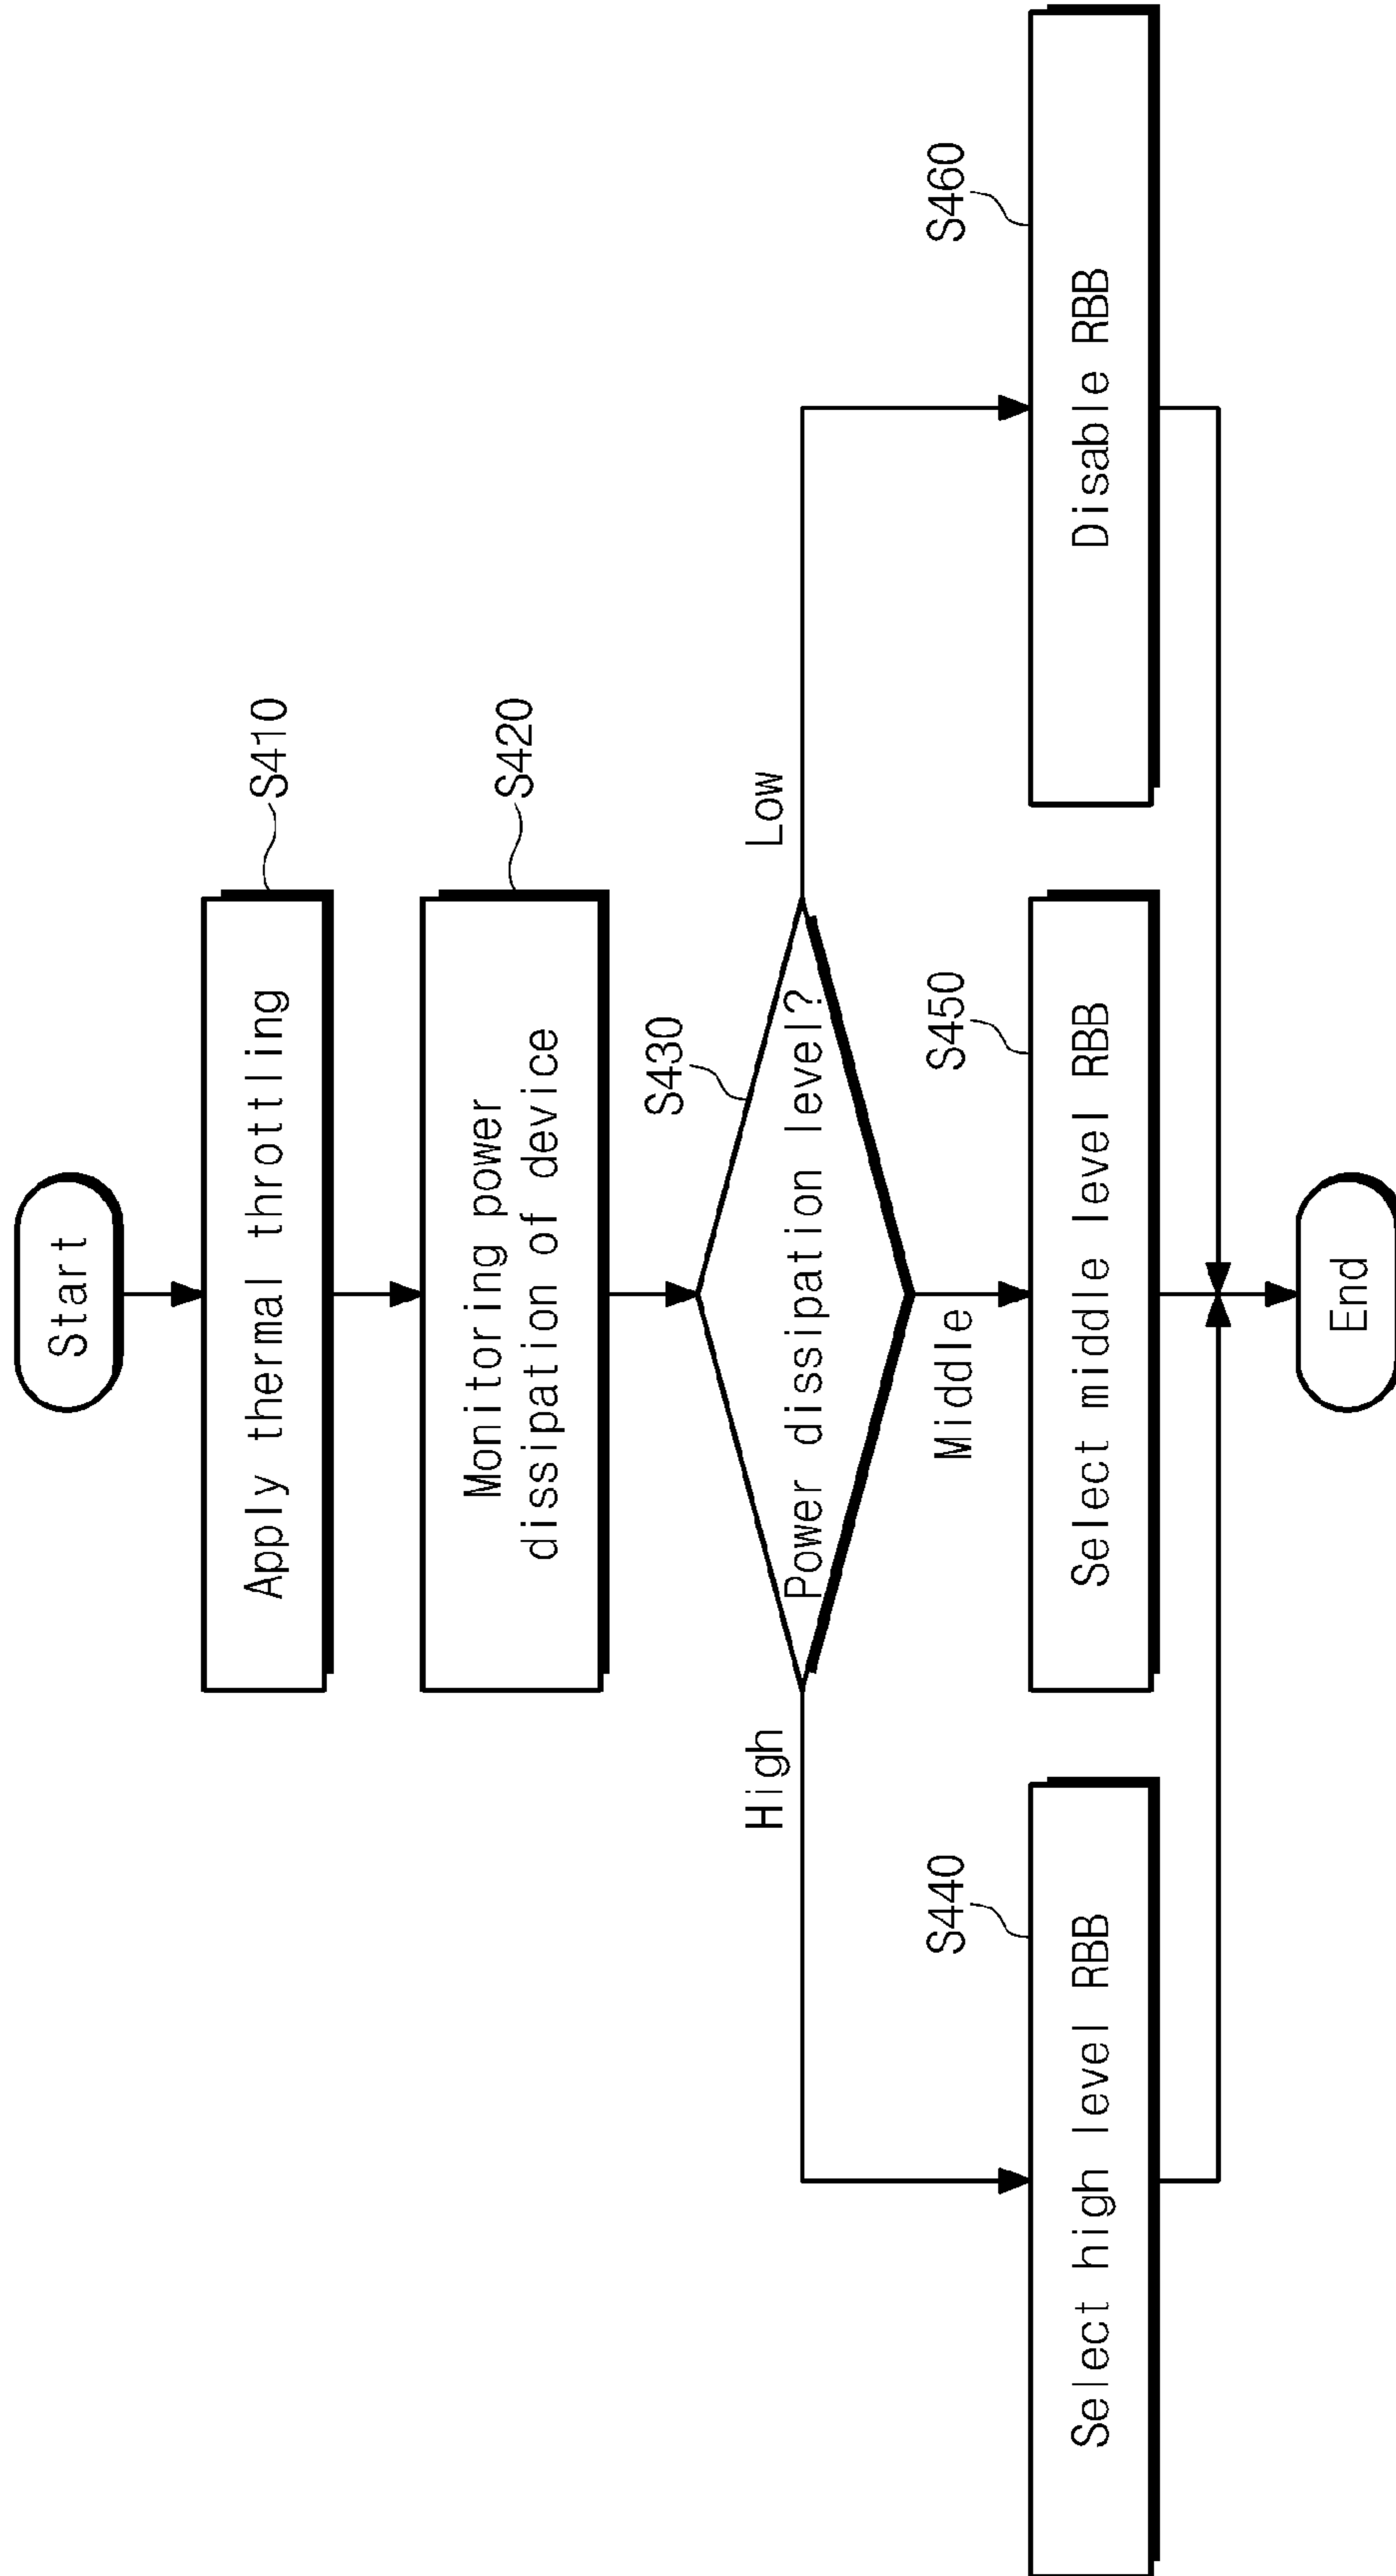 Start
Apply thermal throttling
S410
Monitoring power
dissipation of device
S420
S430
Power dissipation level?
High
Middle
Low
S440
Select high level RBB
S450
Select middle level RBB
S460
Disable RBB
End